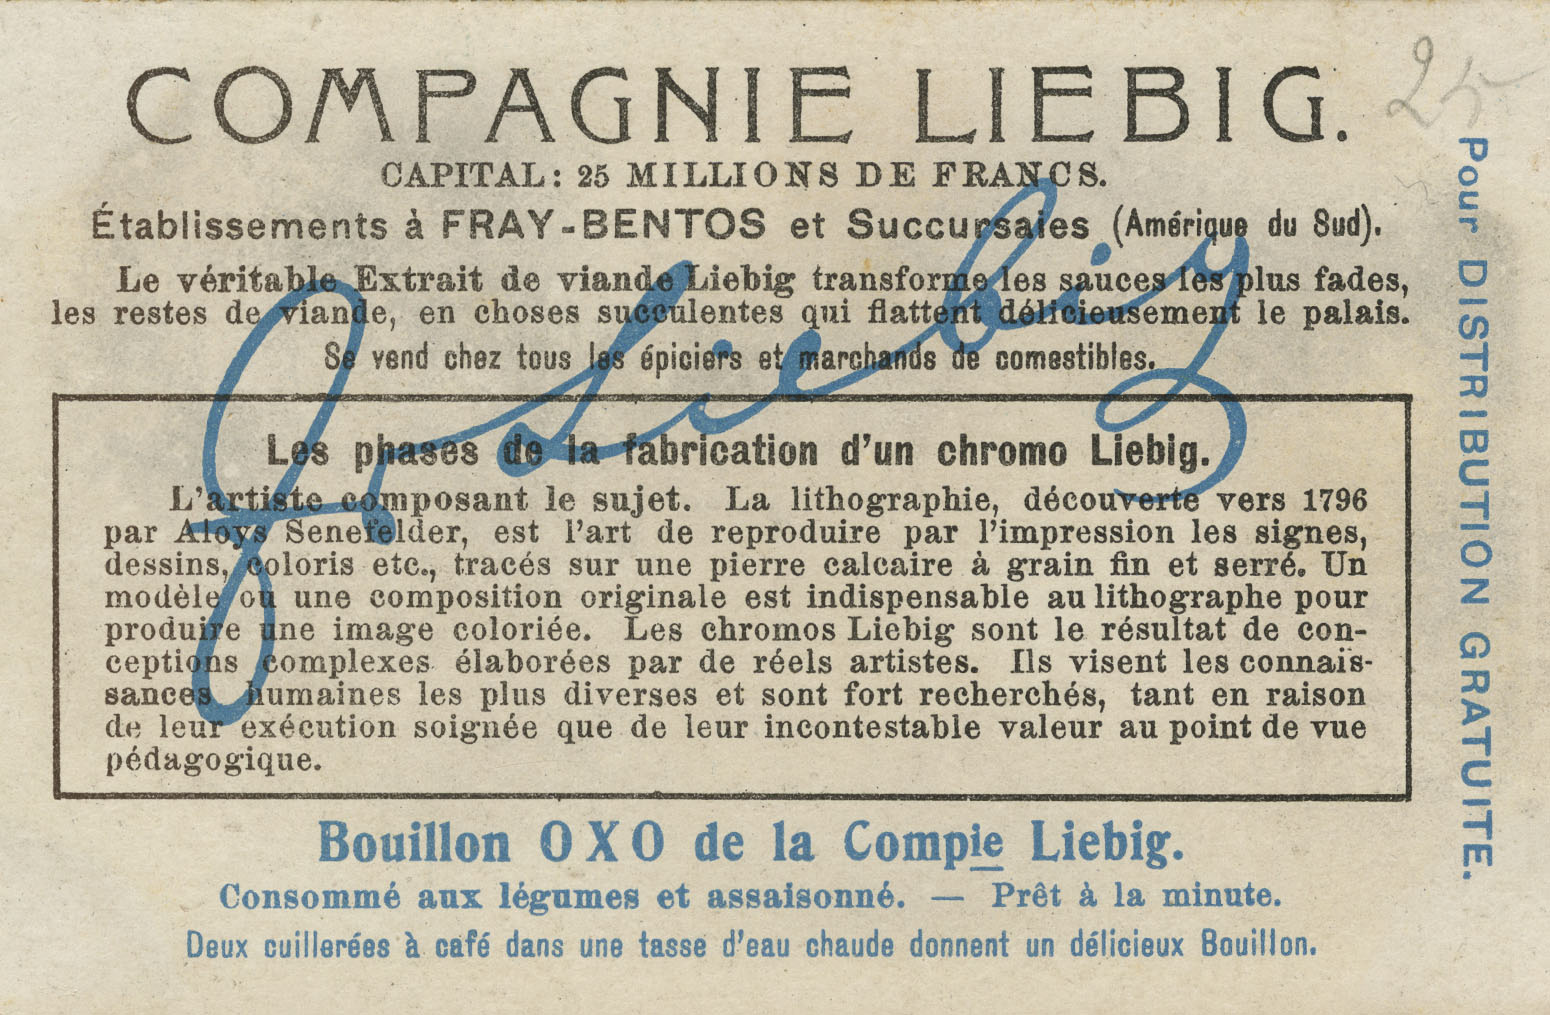 COMPAGNIE LIEBIG.
CAPITAL: 25 MILLIONS DE FRANCS.
Établissements à FRAY-BENTOS et Succursales (Amérique du Sud).
Le véritable Extrait de viande Liebig transforme les sauces les plus fades,
les restes de viande, en choses succulentes qui flattent délicieusement le palais.
Se vend chez tous les épiciers et marchands de comestibles.
J Liebig
Les phases de la fabrication d'un chromo Liebig.
L'artiste composant le sujet. La lithographie, découverte vers 1796
par Aloys Senefelder, est l'art de reproduire par l'impression les signes,
dessins, coloris etc., tracés sur une pierre calcaire à grain fin et serré. Un
modèle ou une composition originale est indispensable au lithographe pour
produire une image coloriée. Les chromos Liebig sont le résultat de con-
ceptions complexes élaborées par de réels artistes. Ils visent les connais-
sances humaines les plus diverses et sont fort recherchés, tant en raison
de leur exécution soignée que de leur incontestable valeur au point de vue
pédagogique.
Bouillon OXO de la Compie Liebig.
Consommé aux légumes et assaisonné. — Prêt à la minute.
Deux cuillerées à café dans une tasse d'eau chaude donnent un délicieux Bouillon.
Pour DISTRIBUTION GRATUITE.